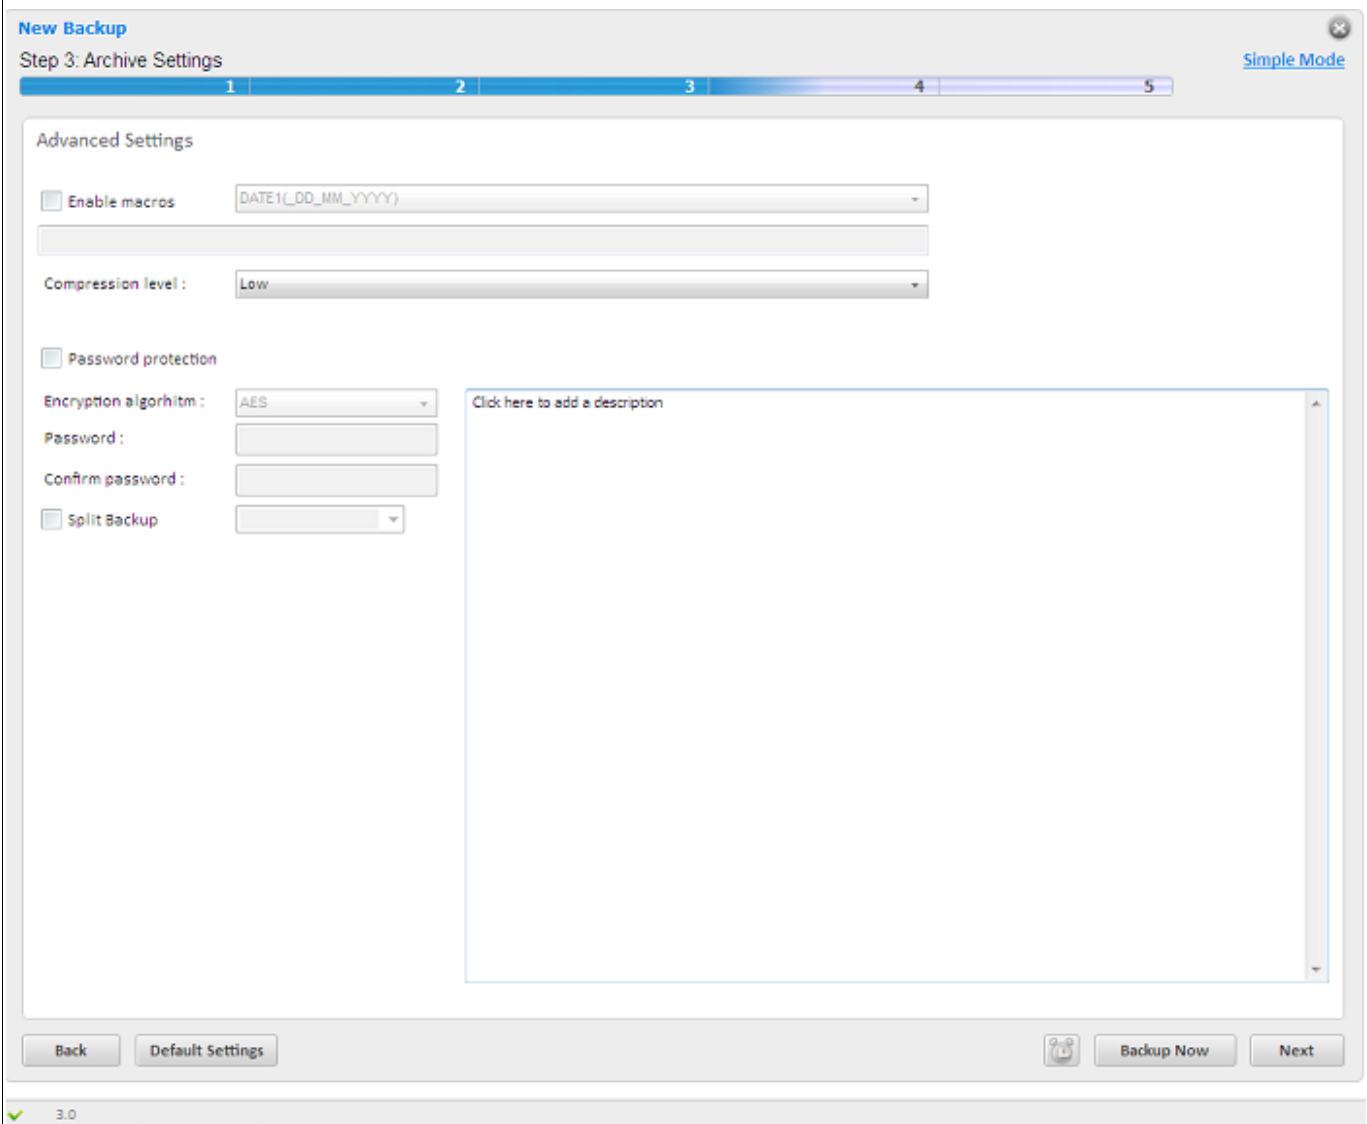 New Backup
Step 3: Archive Settings
Simple Mode
1 2 3 4 5
Advanced Settings
Enable macros DATE1(_DD_MM_YYYY)
Compression level : Low
Password protection
Encryption algorhitm : AES
Click here to add a description
Password :
Confirm password :
Split Backup
Back Default Settings Backup Now Next
3.0